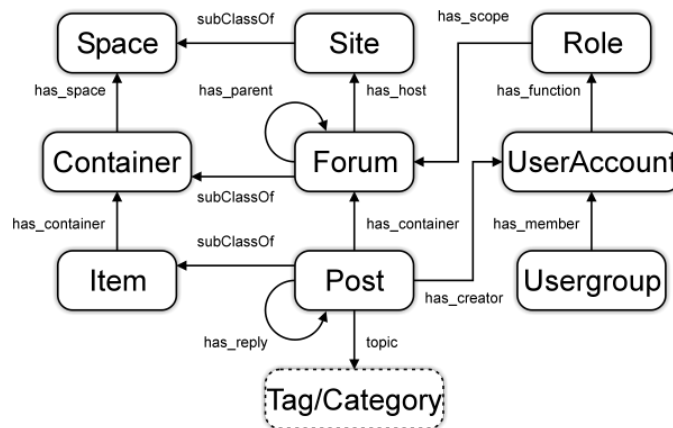 Space
subClassOf
Site
has_scope
Role
has_space
has_parent
has_host
has_function
Container
Forum
UserAccount
subClassOf
has_container
has_container
has_member
subClassOf
Item
Post
Usergroup
has_creator
has_reply
topic
Tag/Category